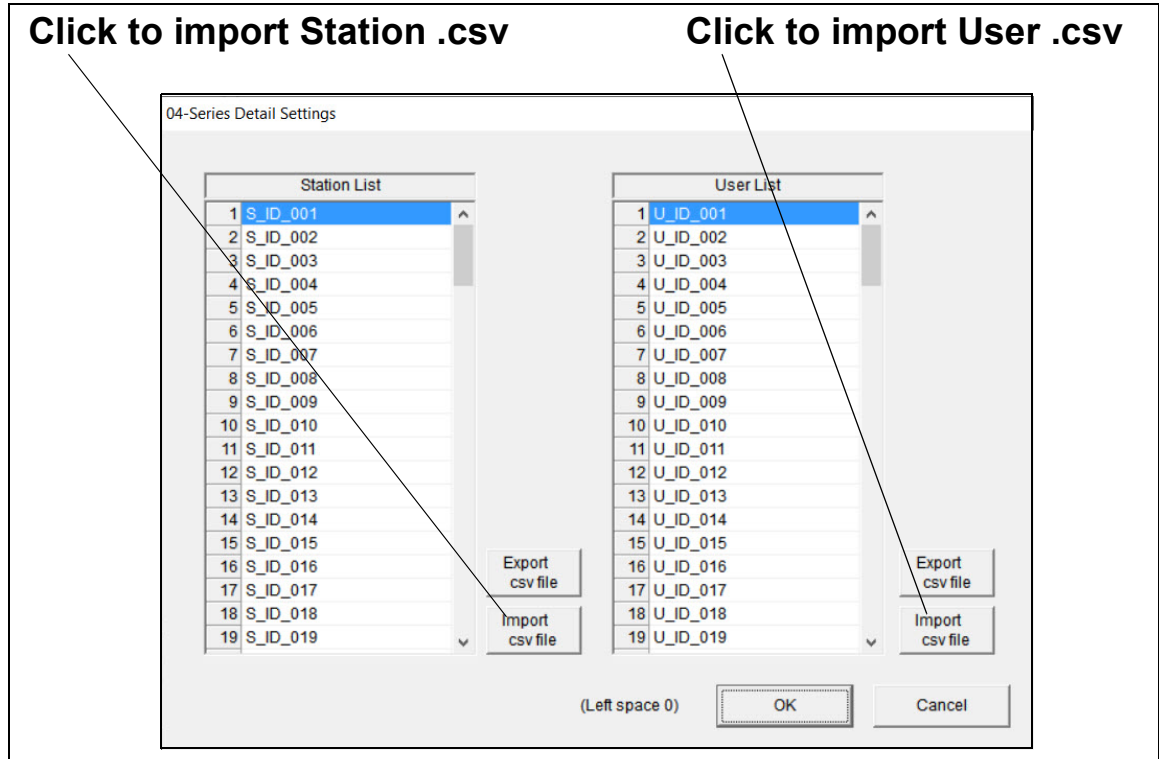 Click to import Station .csv
Click to import User .csv
04-Series Detail Settings
Station List
1 S_ID_001
2 S_ID_002
3 S_ID_003
4 S_ID_004
5 S_ID_005
6 S_ID_006
7 S_ID_007
8 S_ID_008
9 S_ID_009
10 S_ID_010
11 S_ID_011
12 S_ID_012
13 S_ID_013
14 S_ID_014
15 S_ID_015
16 S_ID_016
17 S_ID_017
18 S_ID_018
19 S_ID_019
Export
csv file
Import
csv file
User List
1 U_ID_001
2 U_ID_002
3 U_ID_003
4 U_ID_004
5 U_ID_005
6 U_ID_006
7 U_ID_007
8 U_ID_008
9 U_ID_009
10 U_ID_010
11 U_ID_011
12 U_ID_012
13 U_ID_013
14 U_ID_014
15 U_ID_015
16 U_ID_016
17 U_ID_017
18 U_ID_018
19 U_ID_019
Export
csv file
Import
csv file
(Left space 0)
OK
Cancel